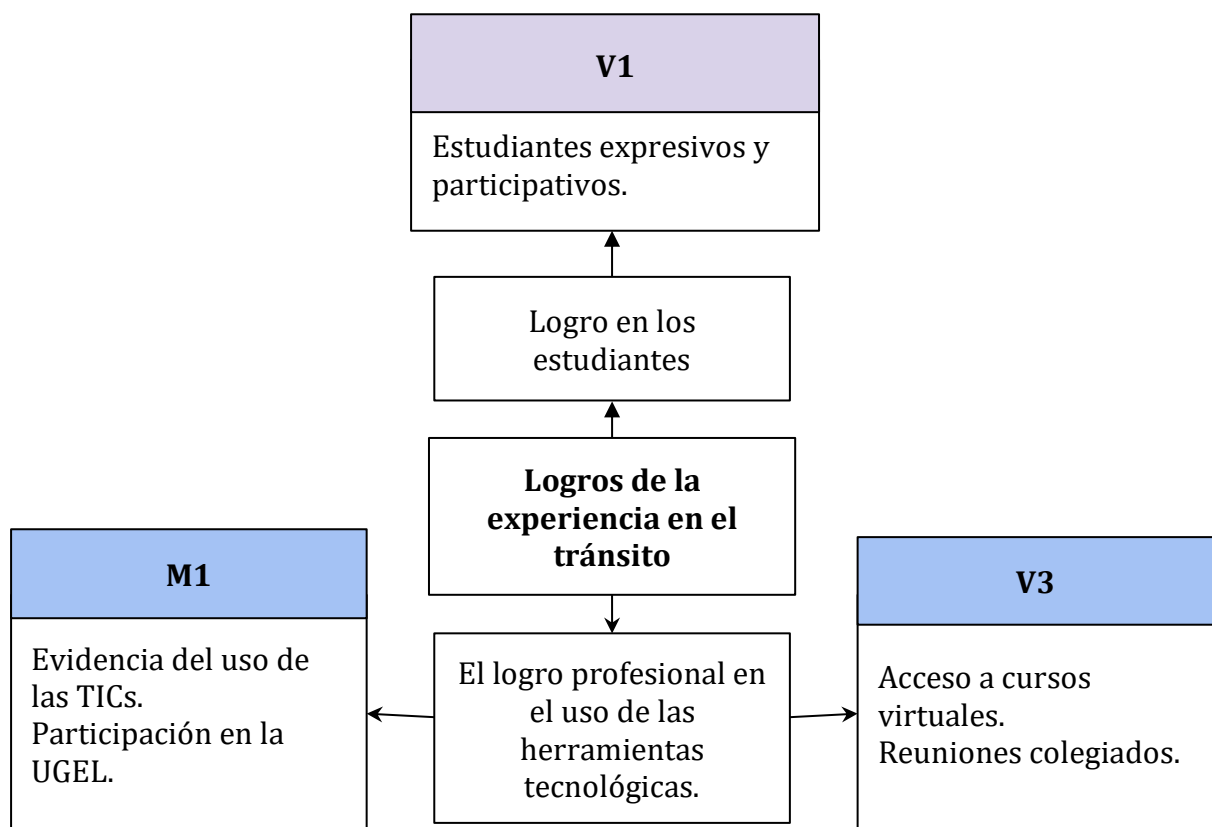 V1
Estudiantes expresivos y
participativos.
Logro en los
estudiantes
Logros de la
experiencia en el
tránsito
M1
Evidencia del uso de
las TICs.
Participación en la
UGEL.
El logro profesional en
el uso de las
herramientas
tecnológicas.
V3
Acceso a cursos
virtuales.
Reuniones colegiados.